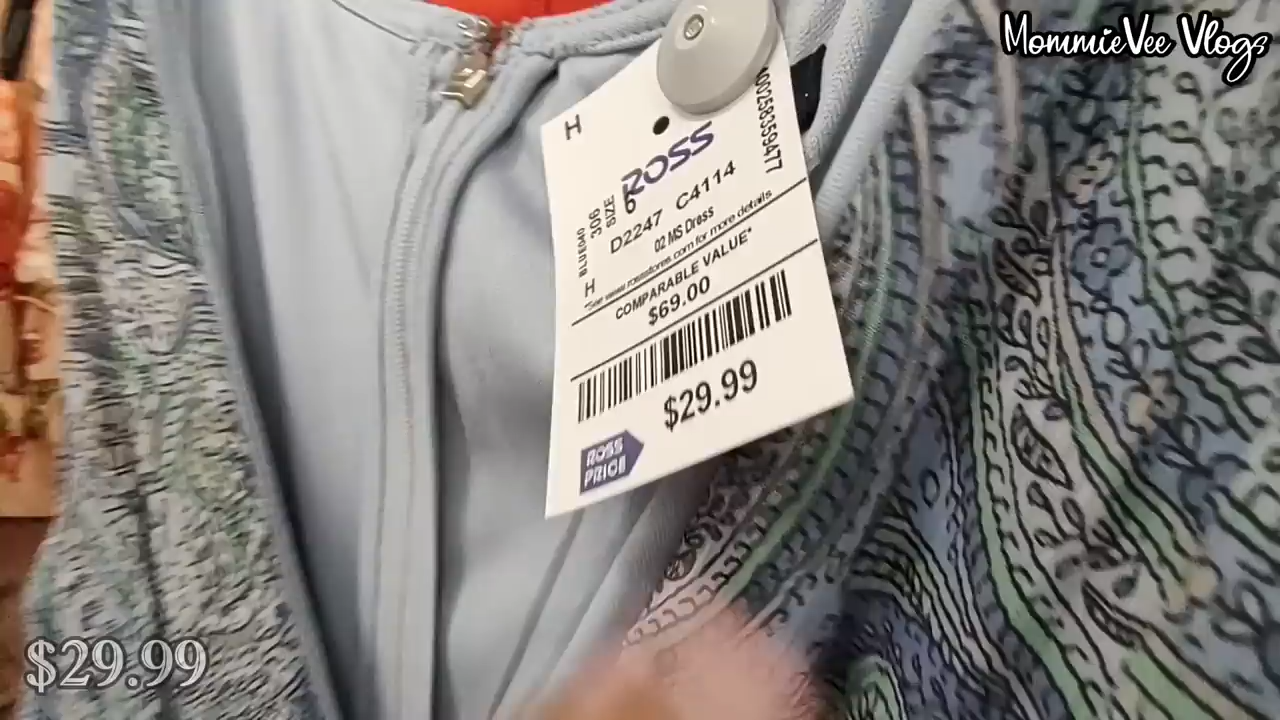 MommieVee Vlogs
H
ROSS
400258359477
BLUE040
306
SIZE
6
D2247 C4114
02 MS Dress
H
*See www.rossstores.com for more details
COMPARABLE VALUE*
$69.00
$29.99
ROSS
PRICE
$29.99